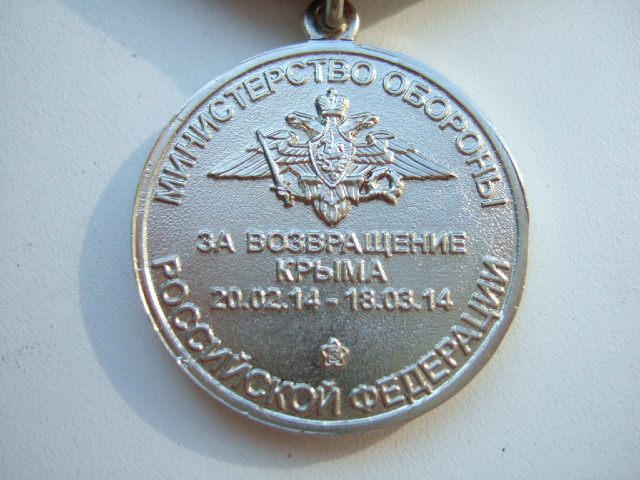 МИНИСТЕРСТВО ОБОРОНЫ
ЗА ВОЗВРАЩЕНИЕ
КРЫМА
20.02.14 - 18.03.14
РОССИЙСКОЙ ФЕДЕРАЦИИ